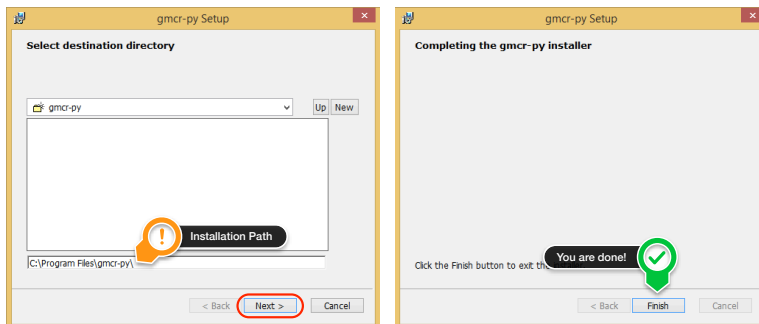 gmcr-py Setup
Select destination directory
gmcr-py
Up New
Installation Path
C:\Program Files\gmcr-py\
< Back Next > Cancel
gmcr-py Setup
Completing the gmcr-py installer
You are done!
Click the Finish button to exit the
< Back Finish Cancel